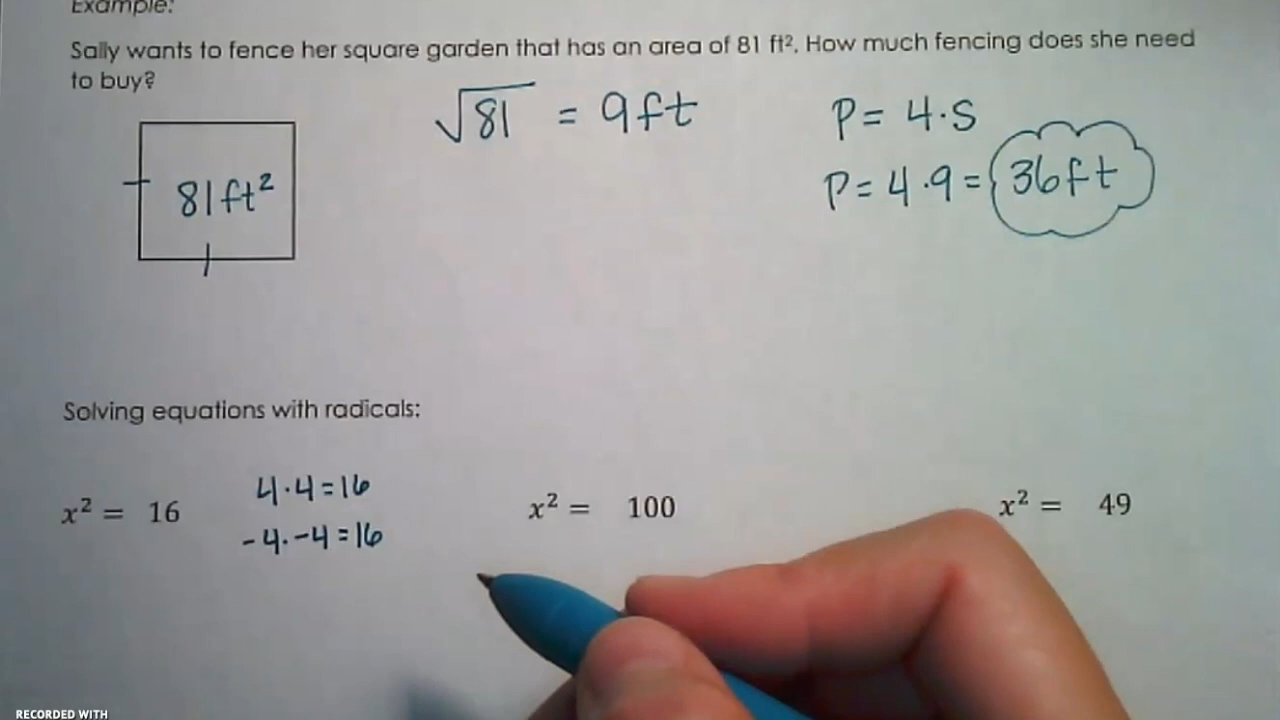 Example:
Sally wants to fence her square garden that has an area of 81 ft². How much fencing does she need
to buy?
√81 = 9ft
P = 4·S
81ft²
P = 4·9 = 36ft
Solving equations with radicals:
x² = 16
4·4=16
-4·-4=16
x² = 100
x² = 49
RECORDED WITH